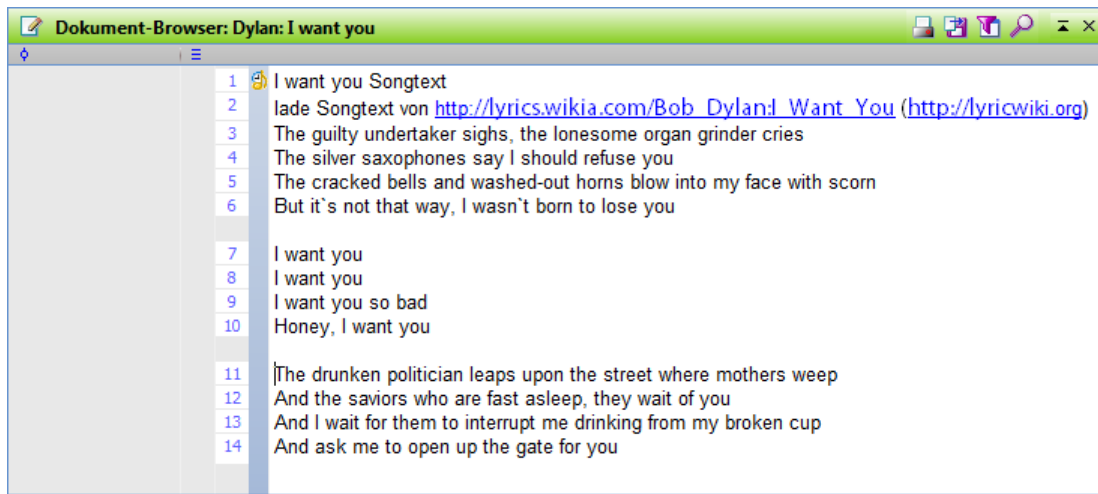 Dokument-Browser: Dylan: I want you
1 I want you Songtext
2 lade Songtext von http://lyrics.wikia.com/Bob_Dylan:I_Want_You (http://lyricwiki.org)
3 The guilty undertaker sighs, the lonesome organ grinder cries
4 The silver saxophones say I should refuse you
5 The cracked bells and washed-out horns blow into my face with scorn
6 But it`s not that way, I wasn`t born to lose you
7 I want you
8 I want you
9 I want you so bad
10 Honey, I want you
11 The drunken politician leaps upon the street where mothers weep
12 And the saviors who are fast asleep, they wait of you
13 And I wait for them to interrupt me drinking from my broken cup
14 And ask me to open up the gate for you